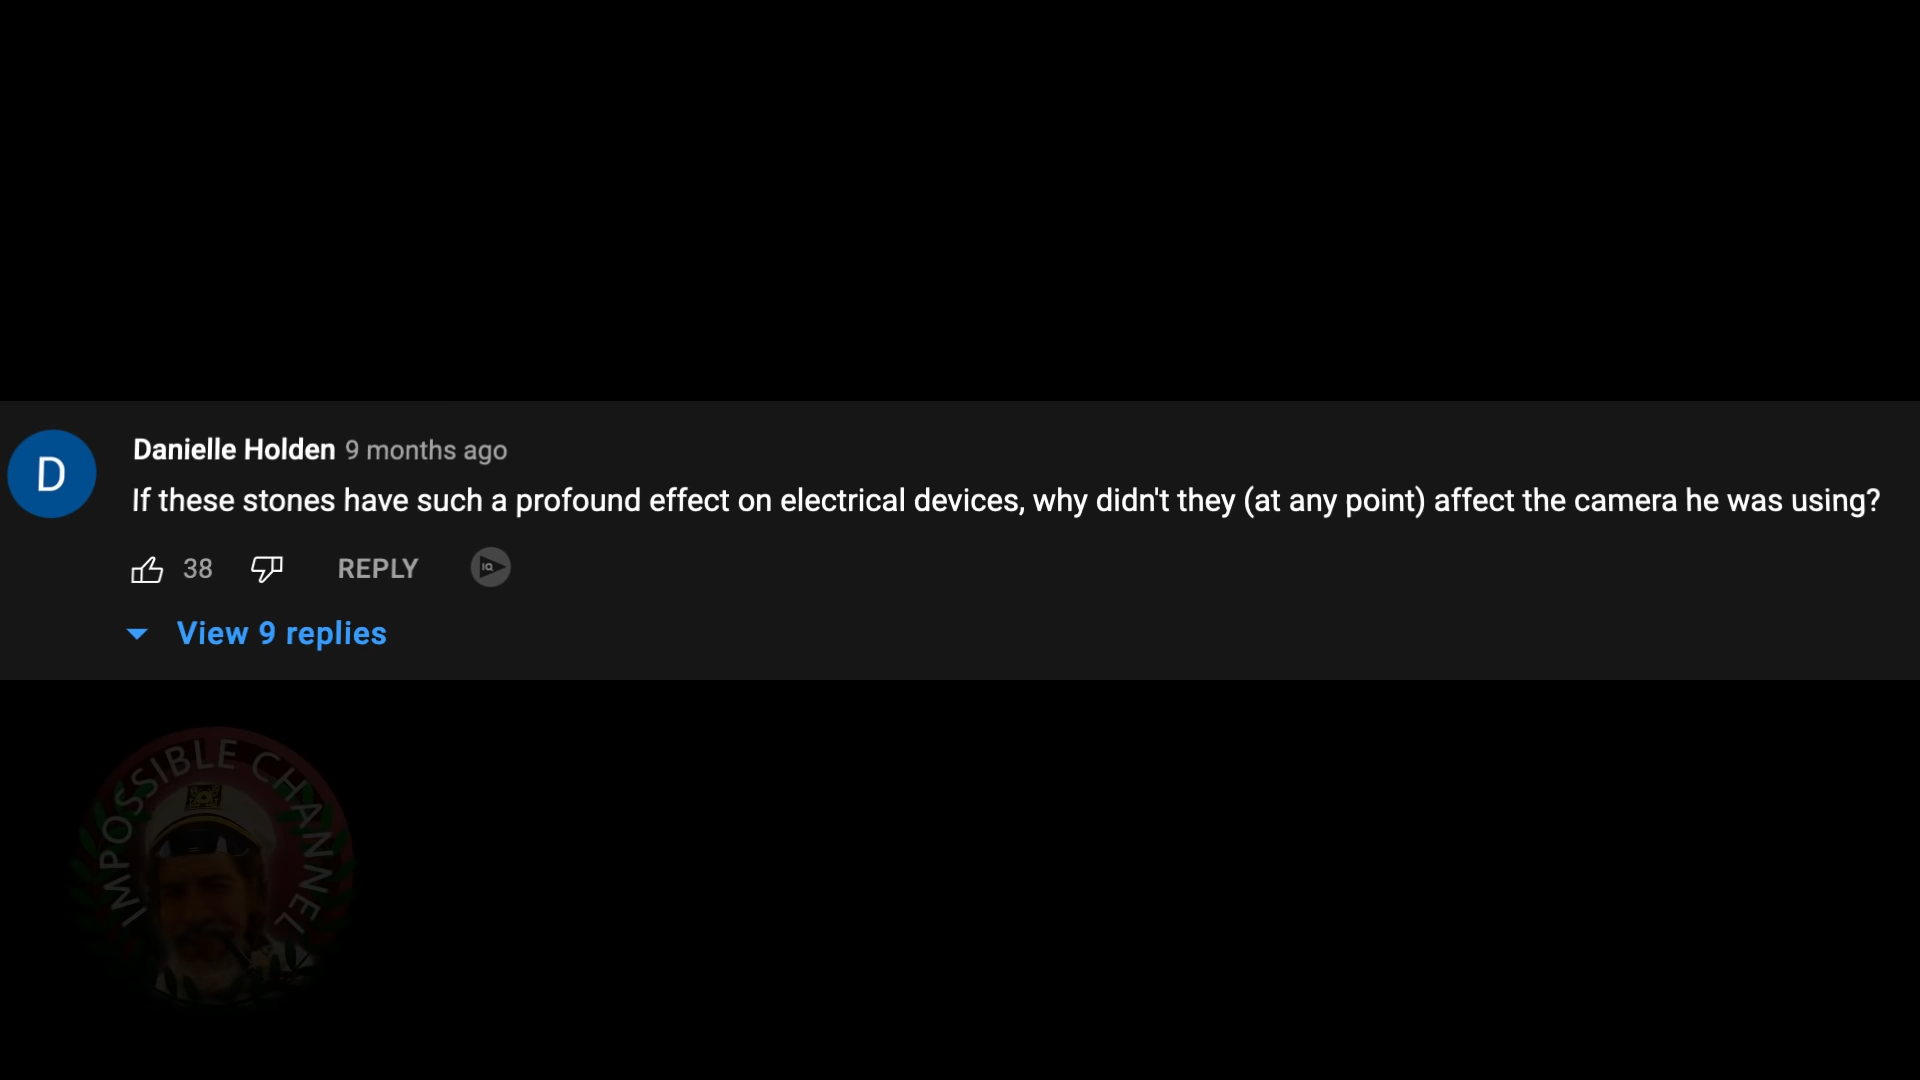 D
Danielle Holden 9 months ago
If these stones have such a profound effect on electrical devices, why didn't they (at any point) affect the camera he was using?
38 REPLY IQ
View 9 replies
IMPOSSIBLE CHANNEL